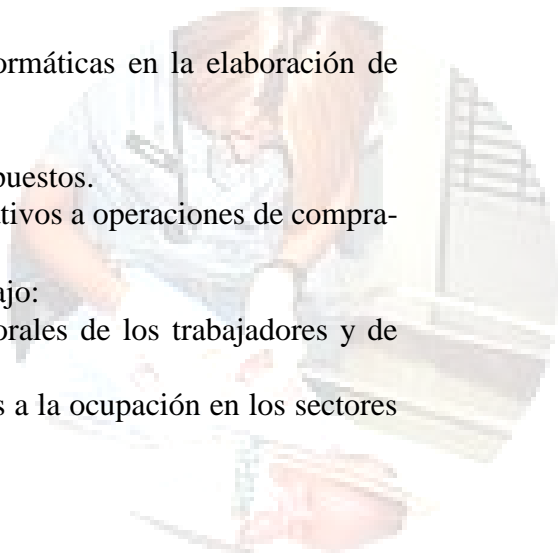 ormáticas en la elaboración de
puestos.
ativos a operaciones de compra-
ajo:
orales de los trabajadores y de
s a la ocupación en los sectores